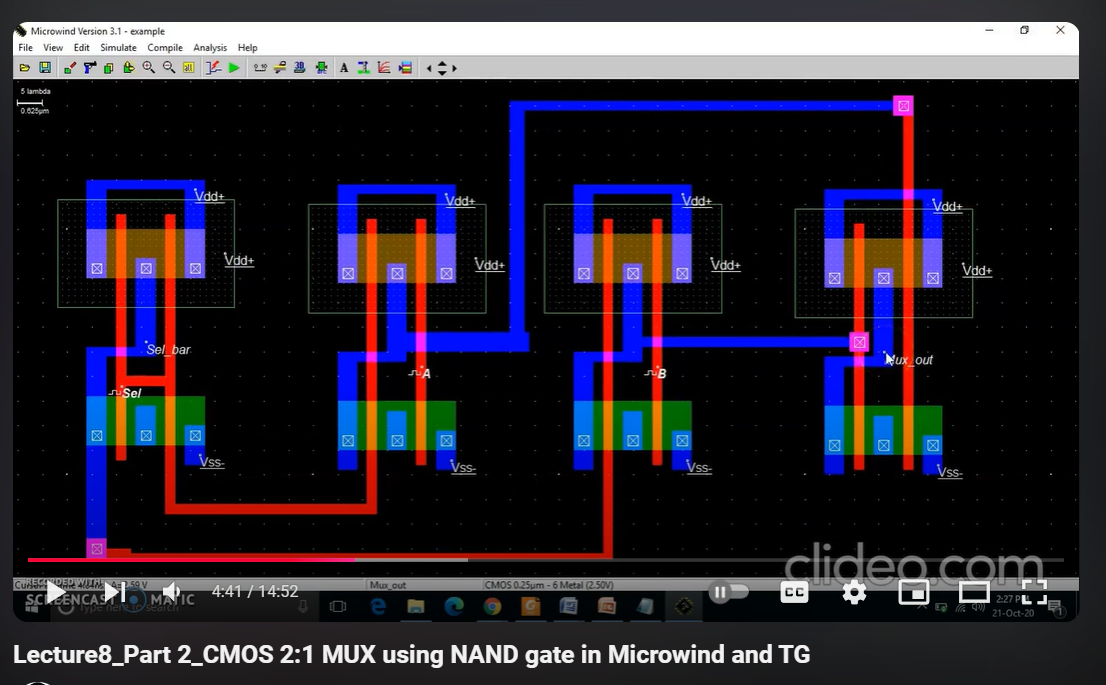 Microwind Version 3.1 - example
File View Edit Simulate Compile Analysis Help
5 lambda
0.625µm
Vdd+ Vdd+ Vdd+ Vdd+
Vdd+ Vdd+ Vdd+ Vdd+
Sel_bar
Mux_out
Sel A B
Vss- Vss- Vss- Vss-
clideo.com
Mux_out CMOS 0.25µm - 6 Metal (2.50V)
RECORDED WITH
SCREENCAST MATIC
Type here to search
4:41 / 14:52
CC
2:27 PM
21-Oct-20
Lecture8_Part 2_CMOS 2:1 MUX using NAND gate in Microwind and TG